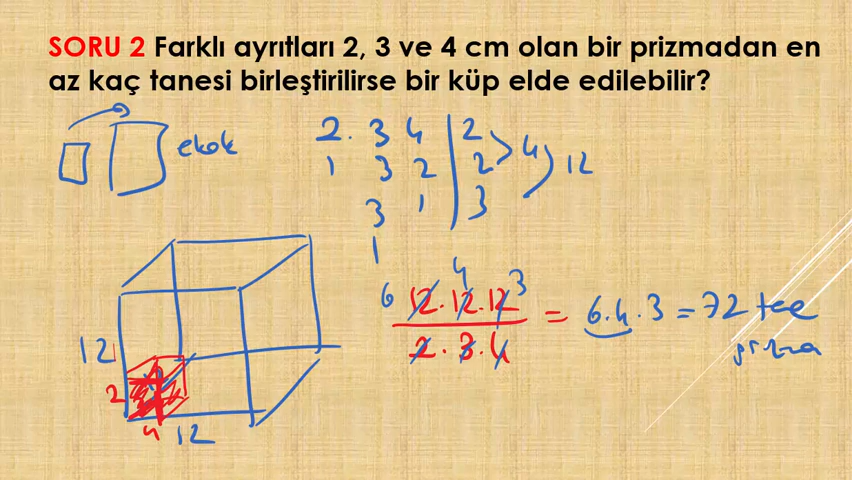 SORU 2 Farklı ayrıtları 2, 3 ve 4 cm olan bir prizmadan en
az kaç tanesi birleştirilirse bir küp elde edilebilir?
ekok
2. 3 4 | 2
1 3 2 | 2 > 4
3 1 | 3 ) 12
1
6 12 . 4 12 . 12 3
2 . 3 . 4
= 6.4.3 = 72 tee
prizma
12
2
4
12